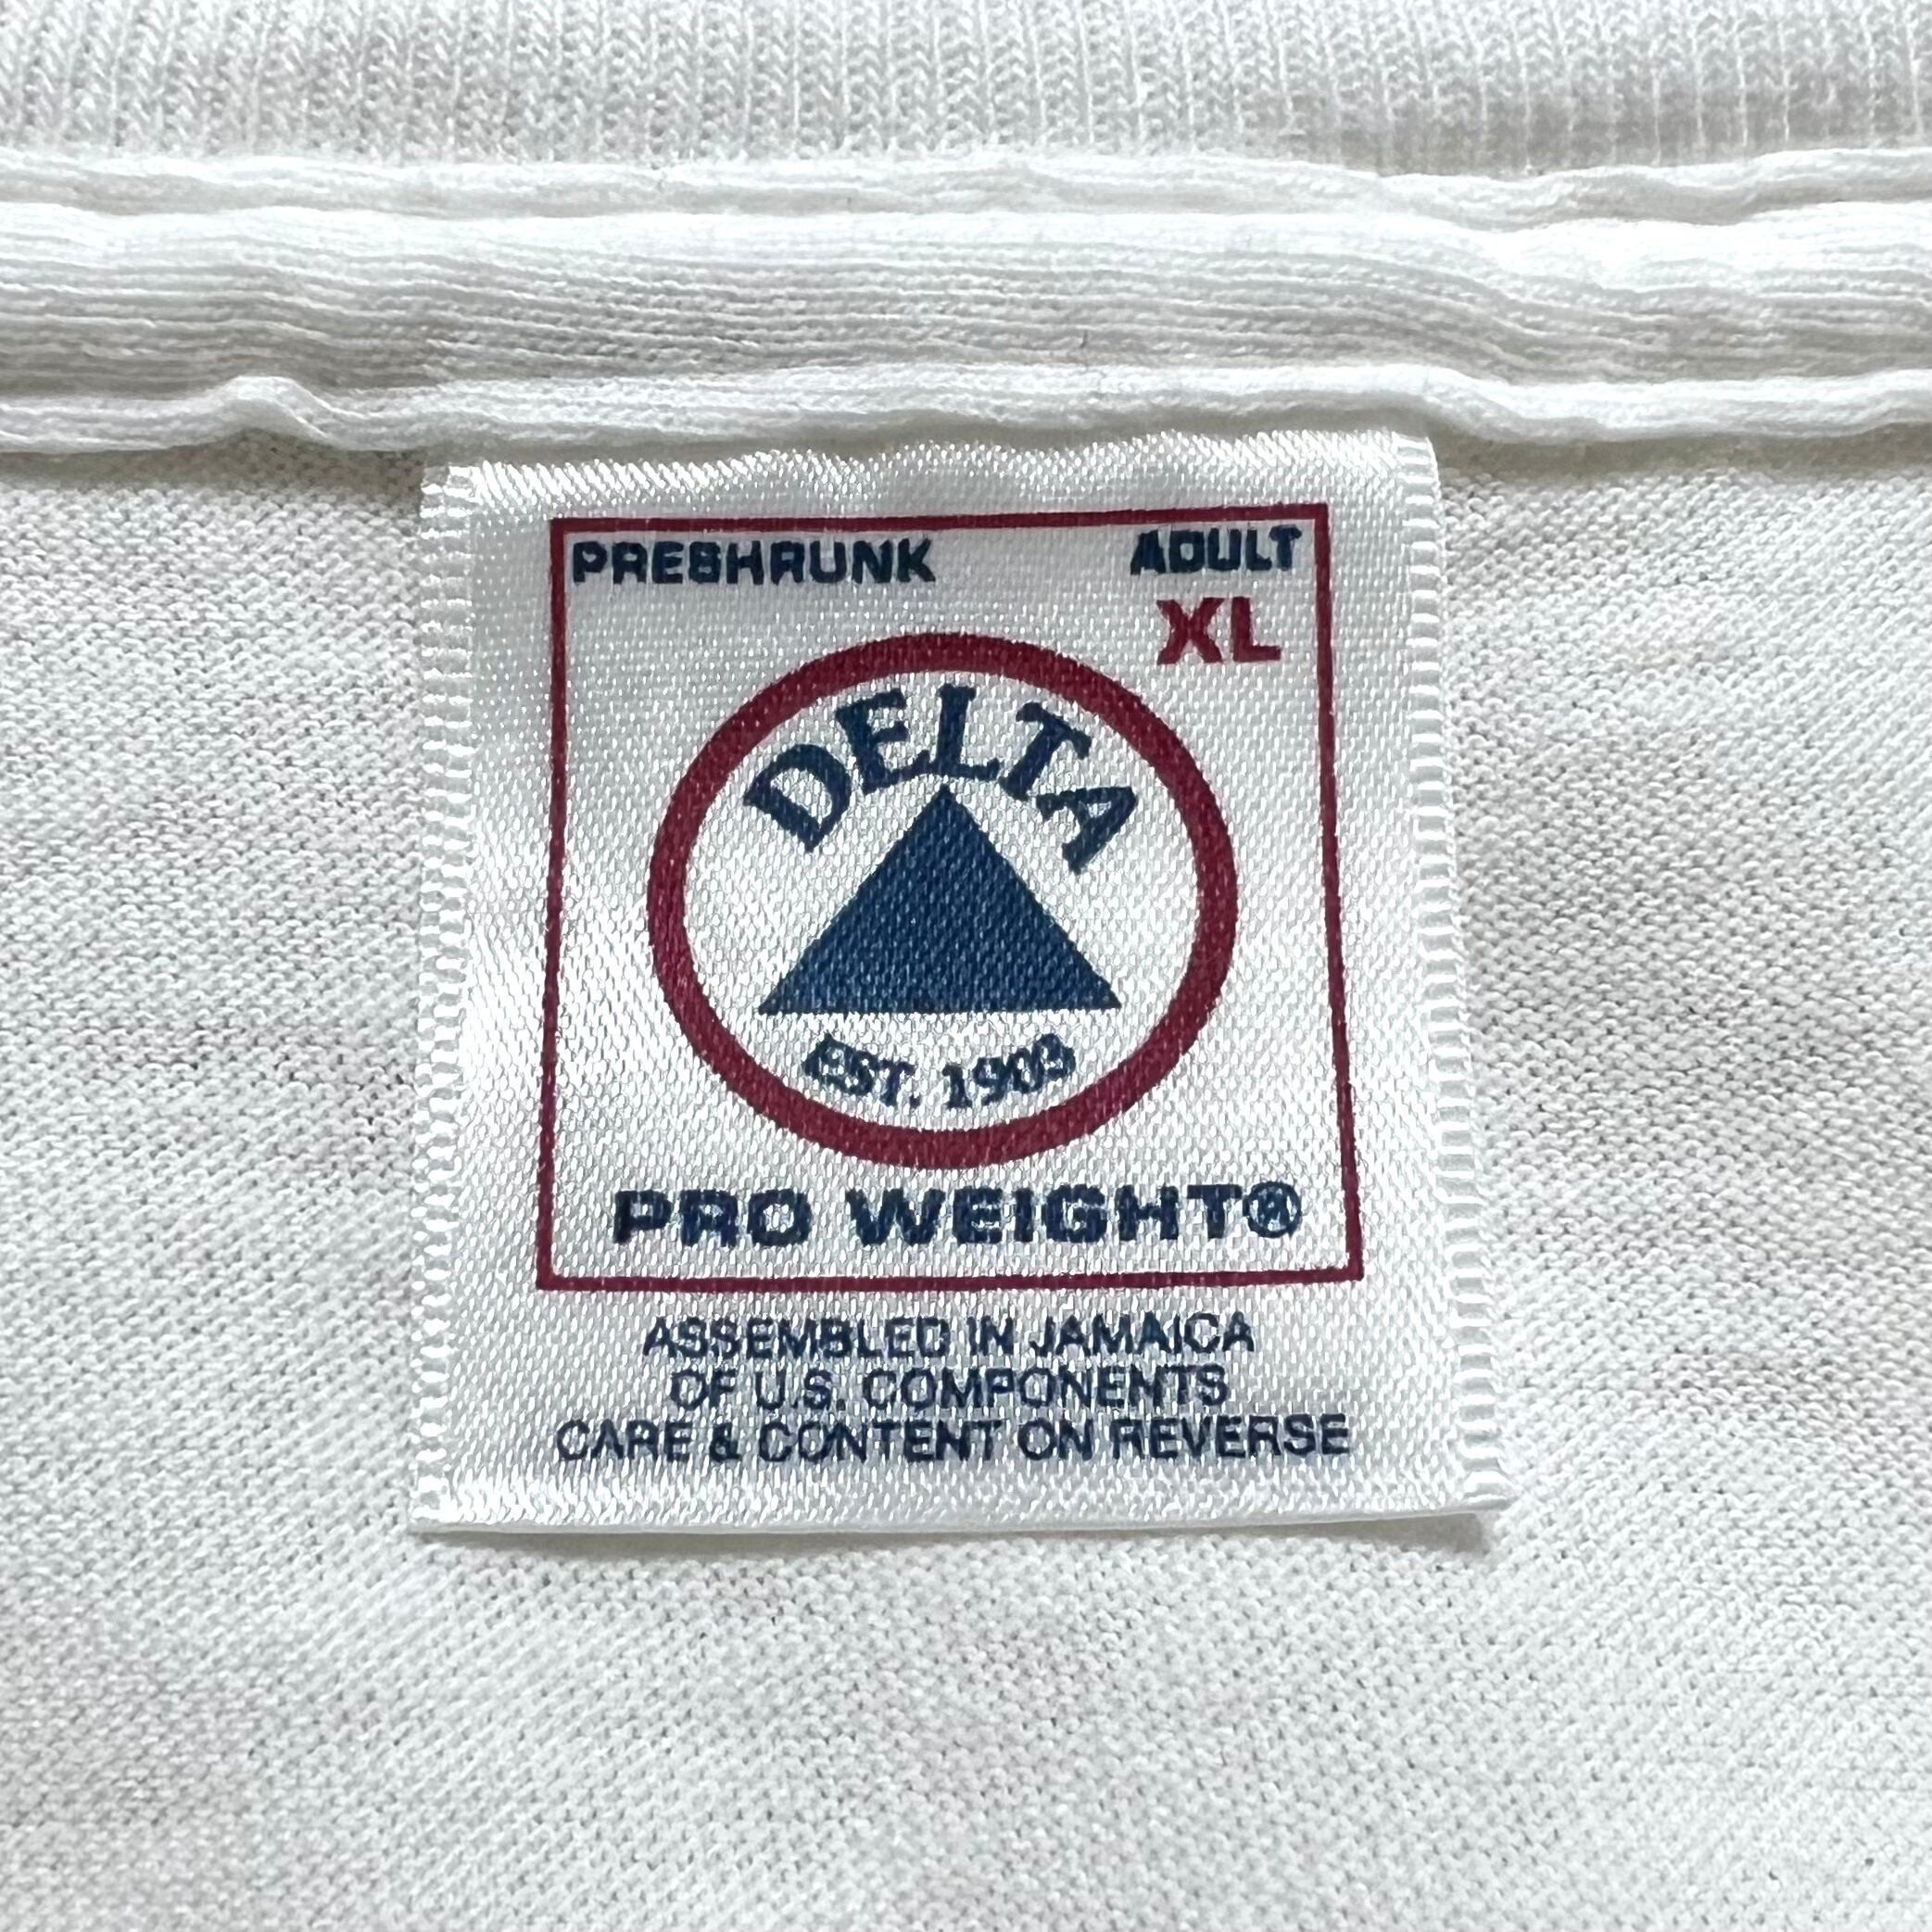 PRESHRUNK ADULT
XL
DELTA
EST. 1903
PRO WEIGHT®
ASSEMBLED IN JAMAICA
OF U.S. COMPONENTS
CARE & CONTENT ON REVERSE